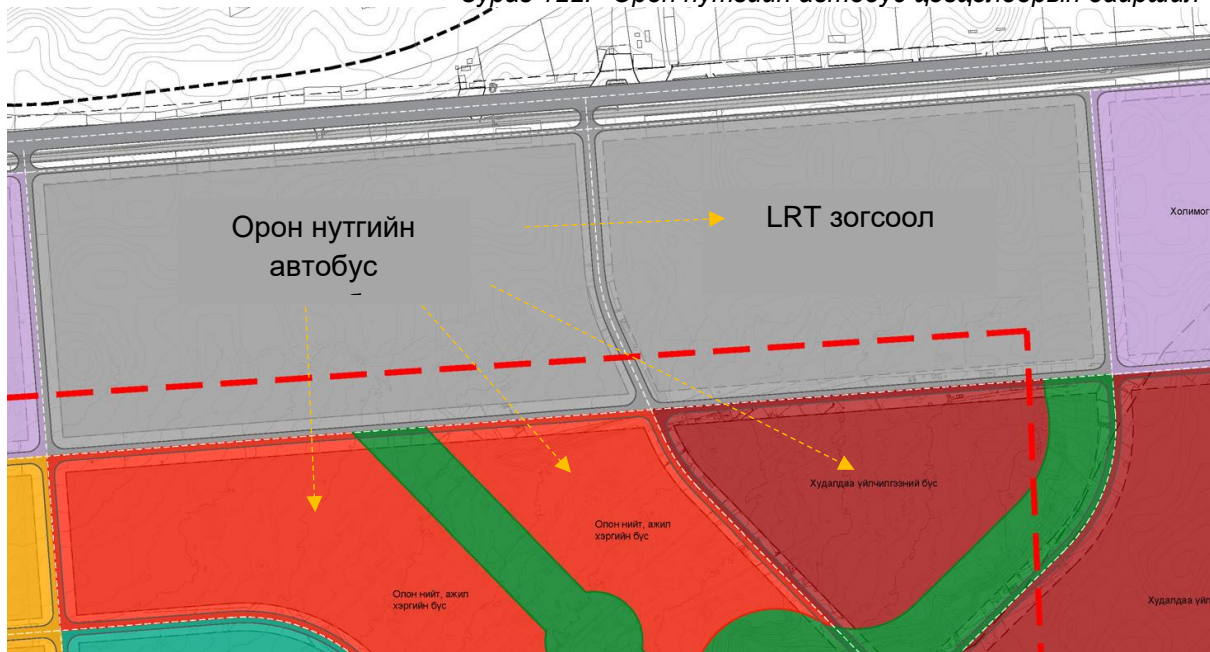 Орон нутгийн
автобус
LRT зогсоол
Холимог
Худалдаа үйлчилгээний бүс
Олон нийт, ажил
хэргийн бүс
Олон нийт, ажил
хэргийн бүс
Худалдаа үйл